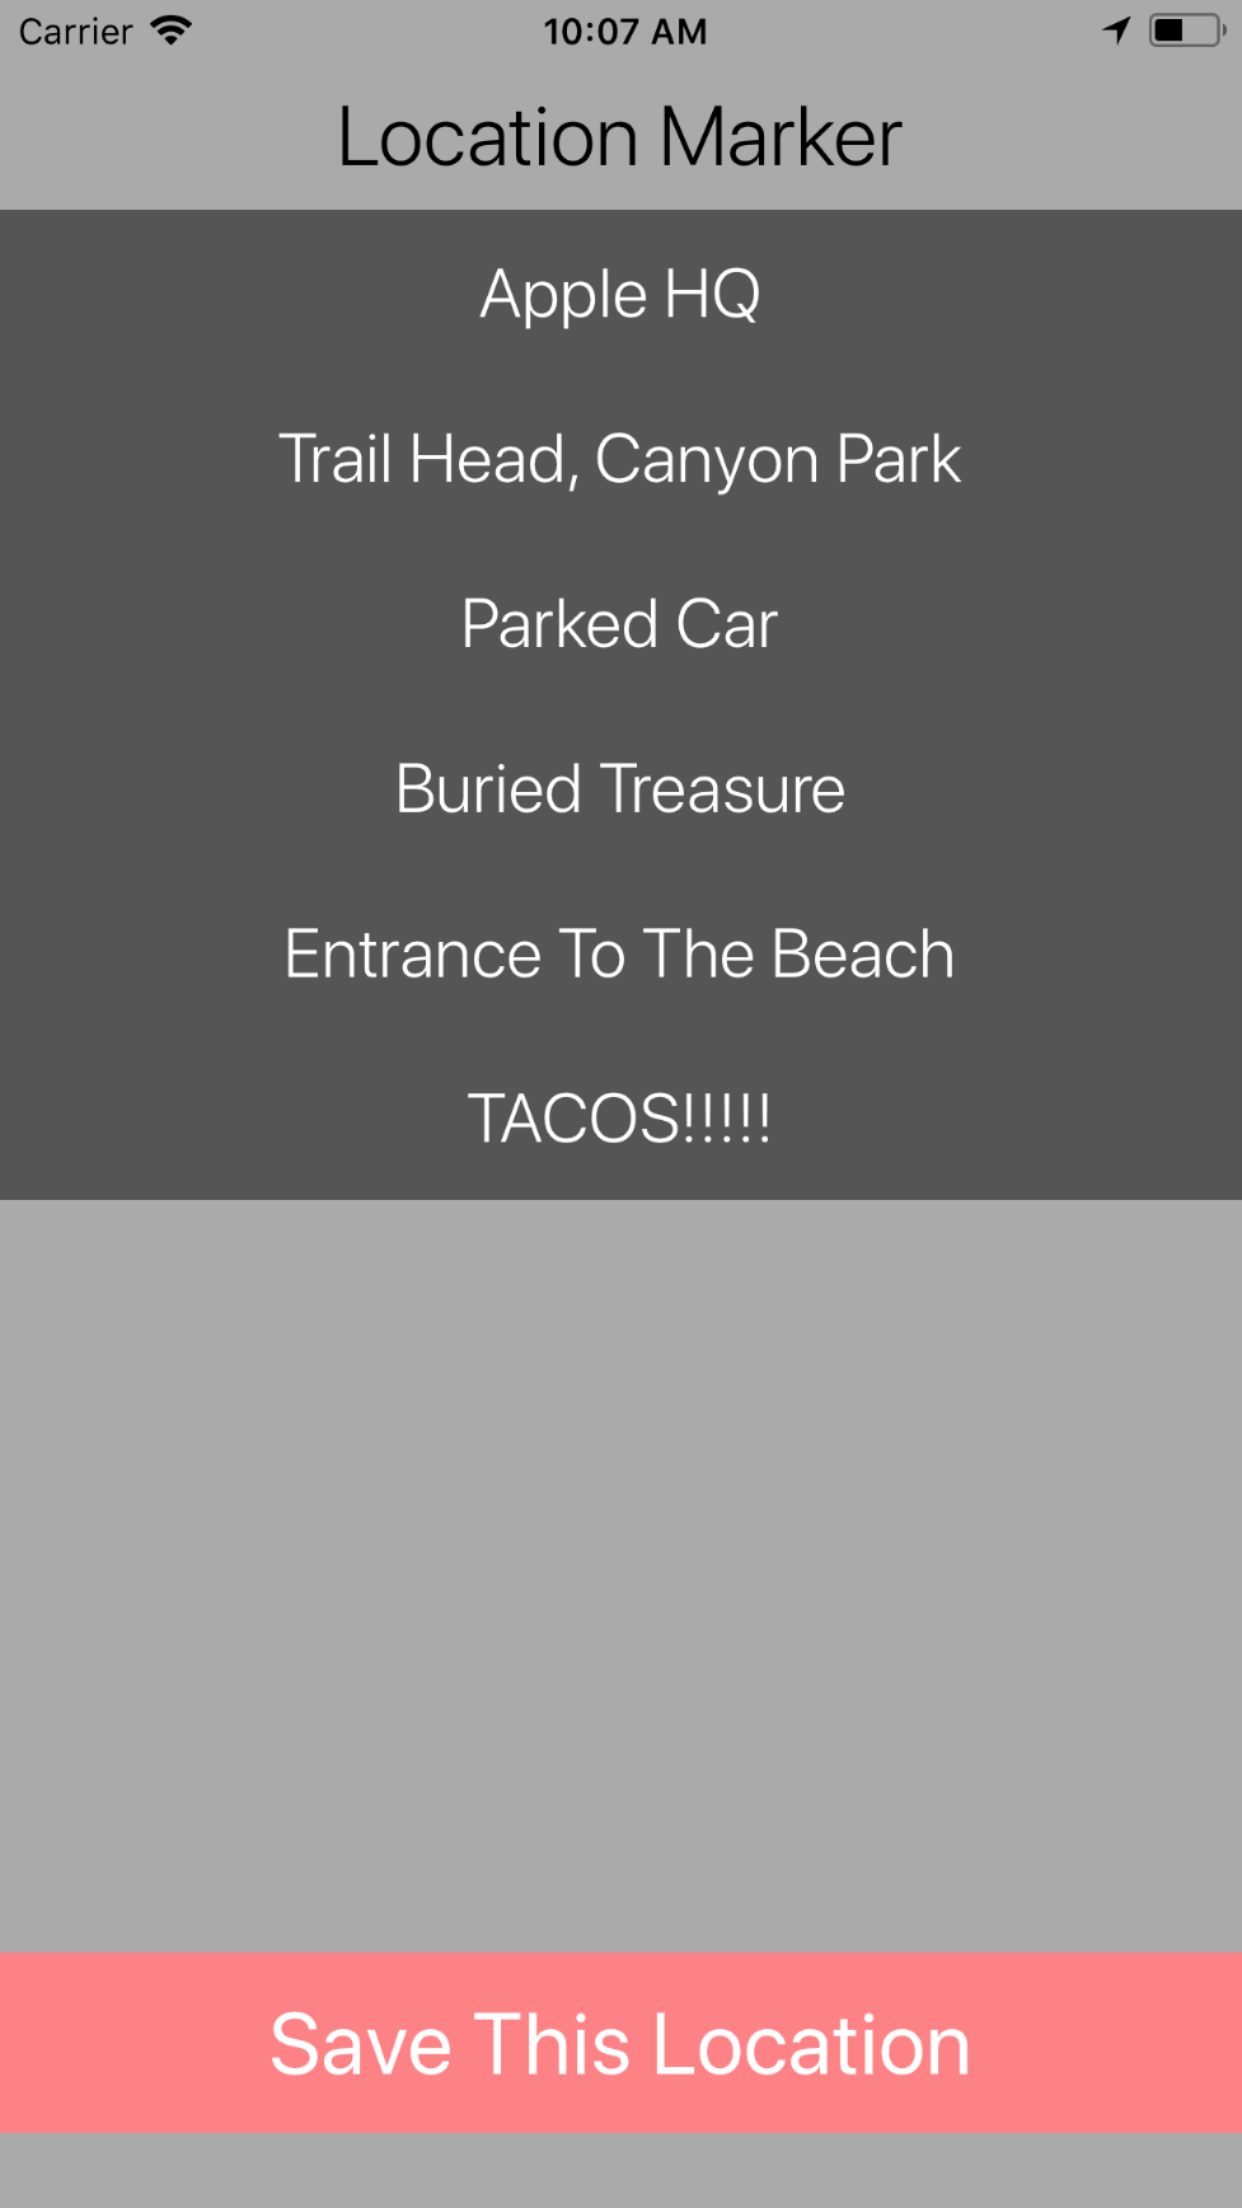 Carrier
10:07 AM
Location Marker
Apple HQ
Trail Head, Canyon Park
Parked Car
Buried Treasure
Entrance To The Beach
TACOS!!!!!
Save This Location